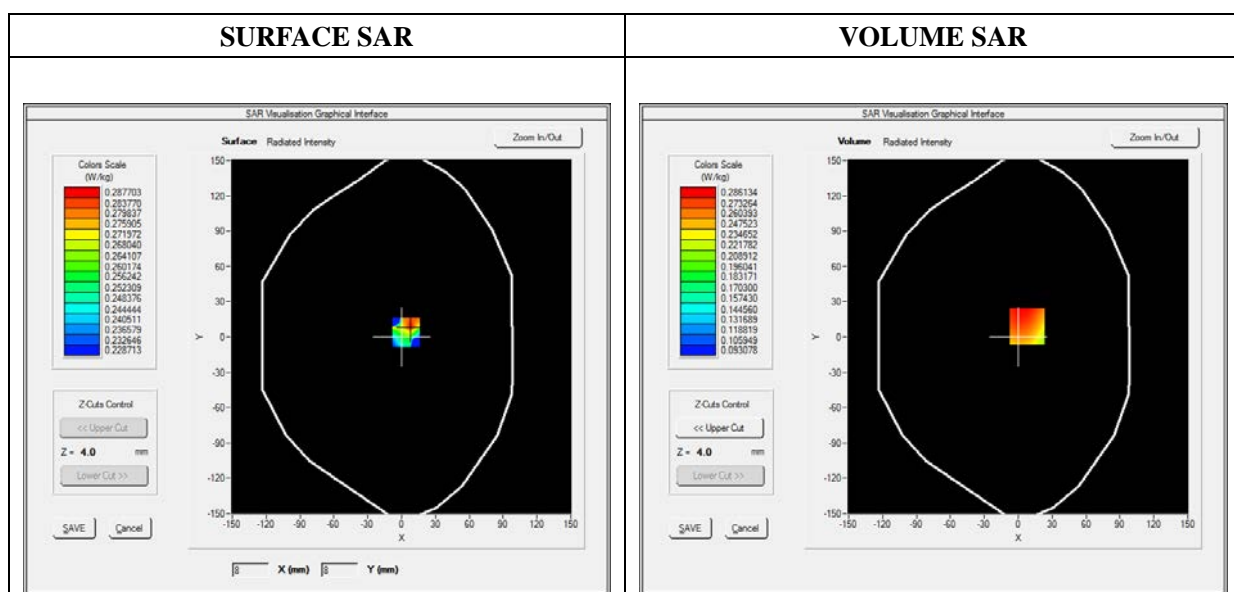 SURFACE SAR
VOLUME SAR
SAR Visualisation Graphical Interface
Surface Radiated Intensity
Zoom In/Out
Colors Scale
(W/kg)
0.287703
0.283770
0.279837
0.275905
0.271972
0.268040
0.264107
0.260174
0.256242
0.252309
0.248376
0.244444
0.240511
0.236579
0.232646
0.228713
Z-Cuts Control
<< Upper Cut
Z = 4.0 mm
Lower Cut >>
SAVE Cancel
150
120
90
60
30
0
-30
-60
-90
-120
-150
Y
-150 -120 -90 -60 -30 0 30 60 90 120 150
X
8 X (mm) 8 Y (mm)
SAR Visualisation Graphical Interface
Volume Radiated Intensity
Zoom In/Out
Colors Scale
(W/kg)
0.286134
0.273264
0.260393
0.247523
0.234652
0.221782
0.208912
0.196041
0.183171
0.170300
0.157430
0.144560
0.131689
0.118819
0.105949
0.093078
Z-Cuts Control
<< Upper Cut
Z = 4.0 mm
Lower Cut >>
SAVE Cancel
150
120
90
60
30
0
-30
-60
-90
-120
-150
Y
-150 -120 -90 -60 -30 0 30 60 90 120 150
X